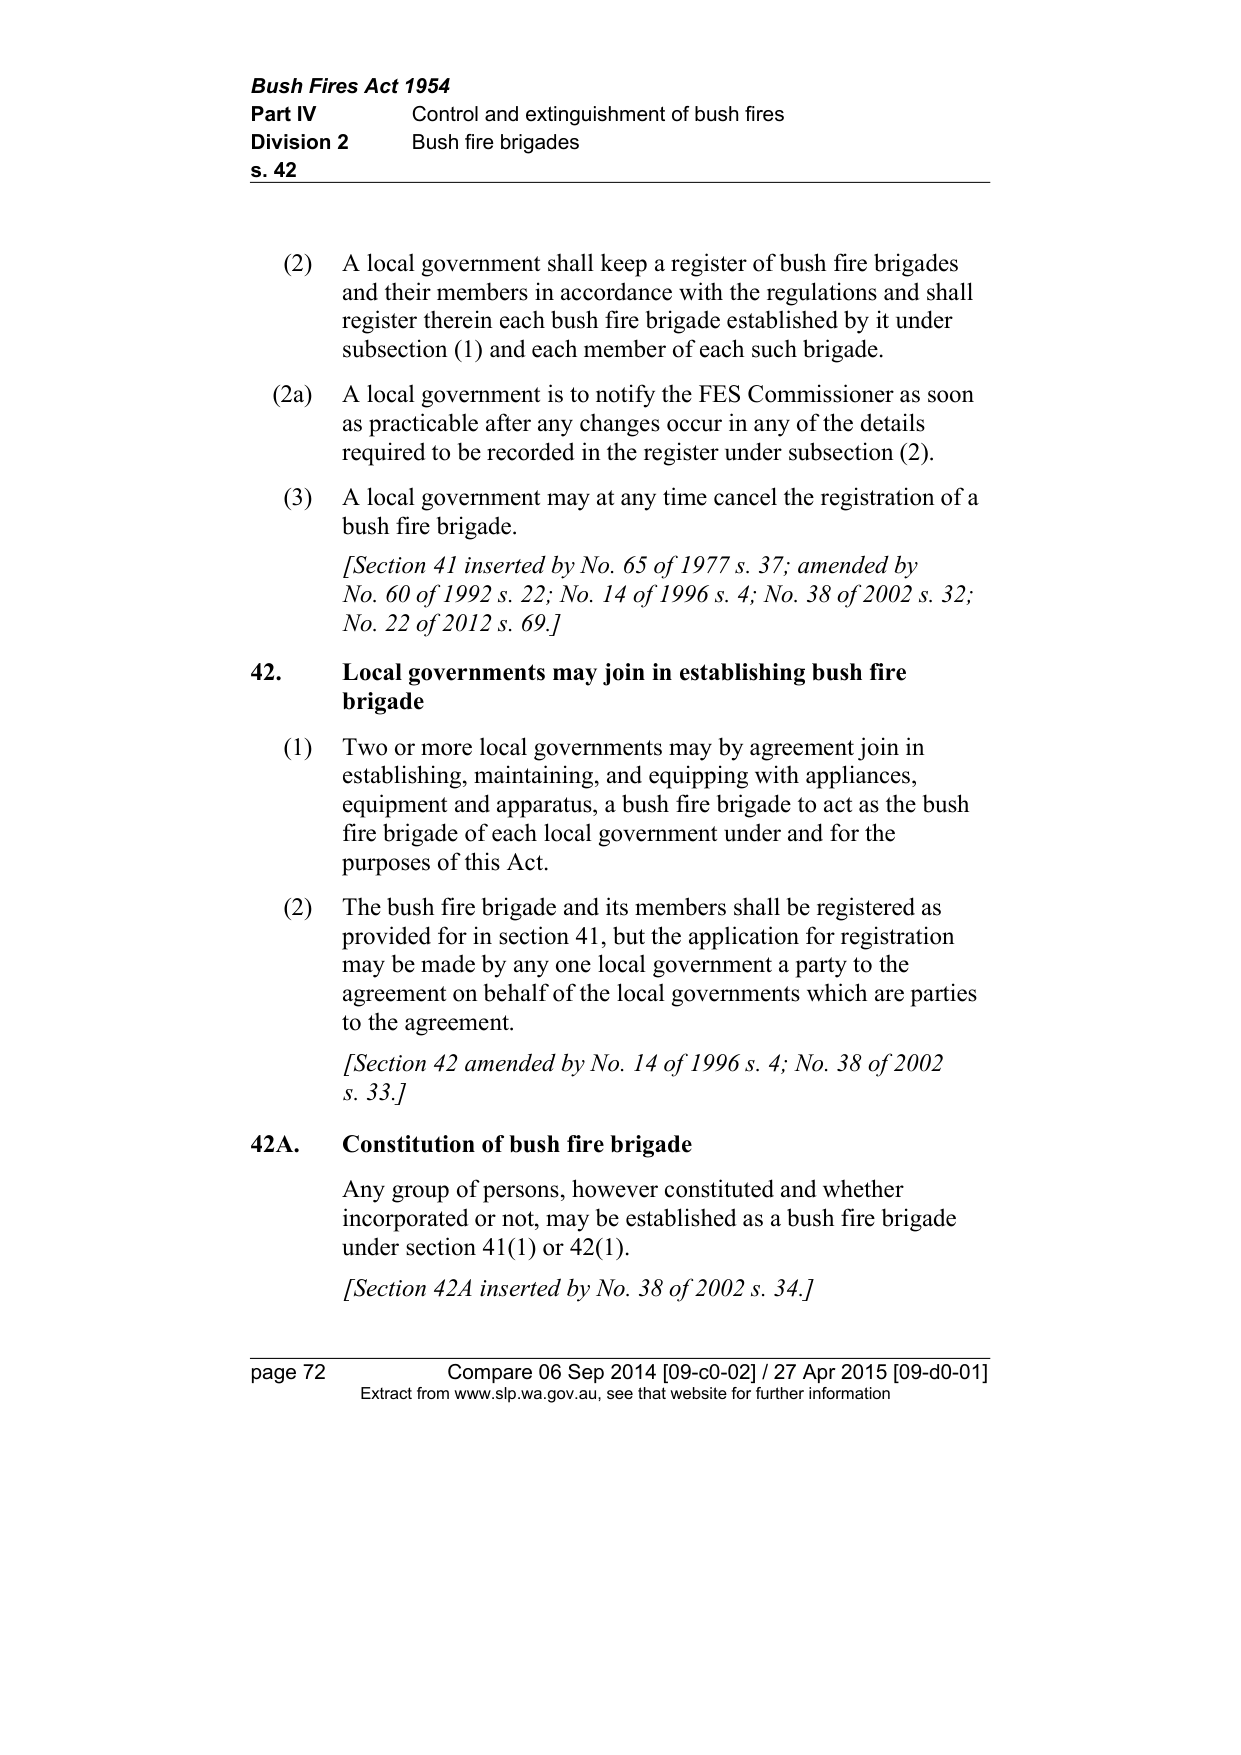 Bush Fires Act 1954
Part IV Control and extinguishment of bush fires
Division 2 Bush fire brigades
s. 42
(2) A local government shall keep a register of bush fire brigades
and their members in accordance with the regulations and shall
register therein each bush fire brigade established by it under
subsection (1) and each member of each such brigade.
(2a) A local government is to notify the FES Commissioner as soon
as practicable after any changes occur in any of the details
required to be recorded in the register under subsection (2).
(3) A local government may at any time cancel the registration of a
bush fire brigade.
[Section 41 inserted by No. 65 of 1977 s. 37; amended by
No. 60 of 1992 s. 22; No. 14 of 1996 s. 4; No. 38 of 2002 s. 32;
No. 22 of 2012 s. 69.]
42. Local governments may join in establishing bush fire
brigade
(1) Two or more local governments may by agreement join in
establishing, maintaining, and equipping with appliances,
equipment and apparatus, a bush fire brigade to act as the bush
fire brigade of each local government under and for the
purposes of this Act.
(2) The bush fire brigade and its members shall be registered as
provided for in section 41, but the application for registration
may be made by any one local government a party to the
agreement on behalf of the local governments which are parties
to the agreement.
[Section 42 amended by No. 14 of 1996 s. 4; No. 38 of 2002
s. 33.]
42A. Constitution of bush fire brigade
Any group of persons, however constituted and whether
incorporated or not, may be established as a bush fire brigade
under section 41(1) or 42(1).
[Section 42A inserted by No. 38 of 2002 s. 34.]
page 72 Compare 06 Sep 2014 [09-c0-02] / 27 Apr 2015 [09-d0-01]
Extract from www.slp.wa.gov.au, see that website for further information